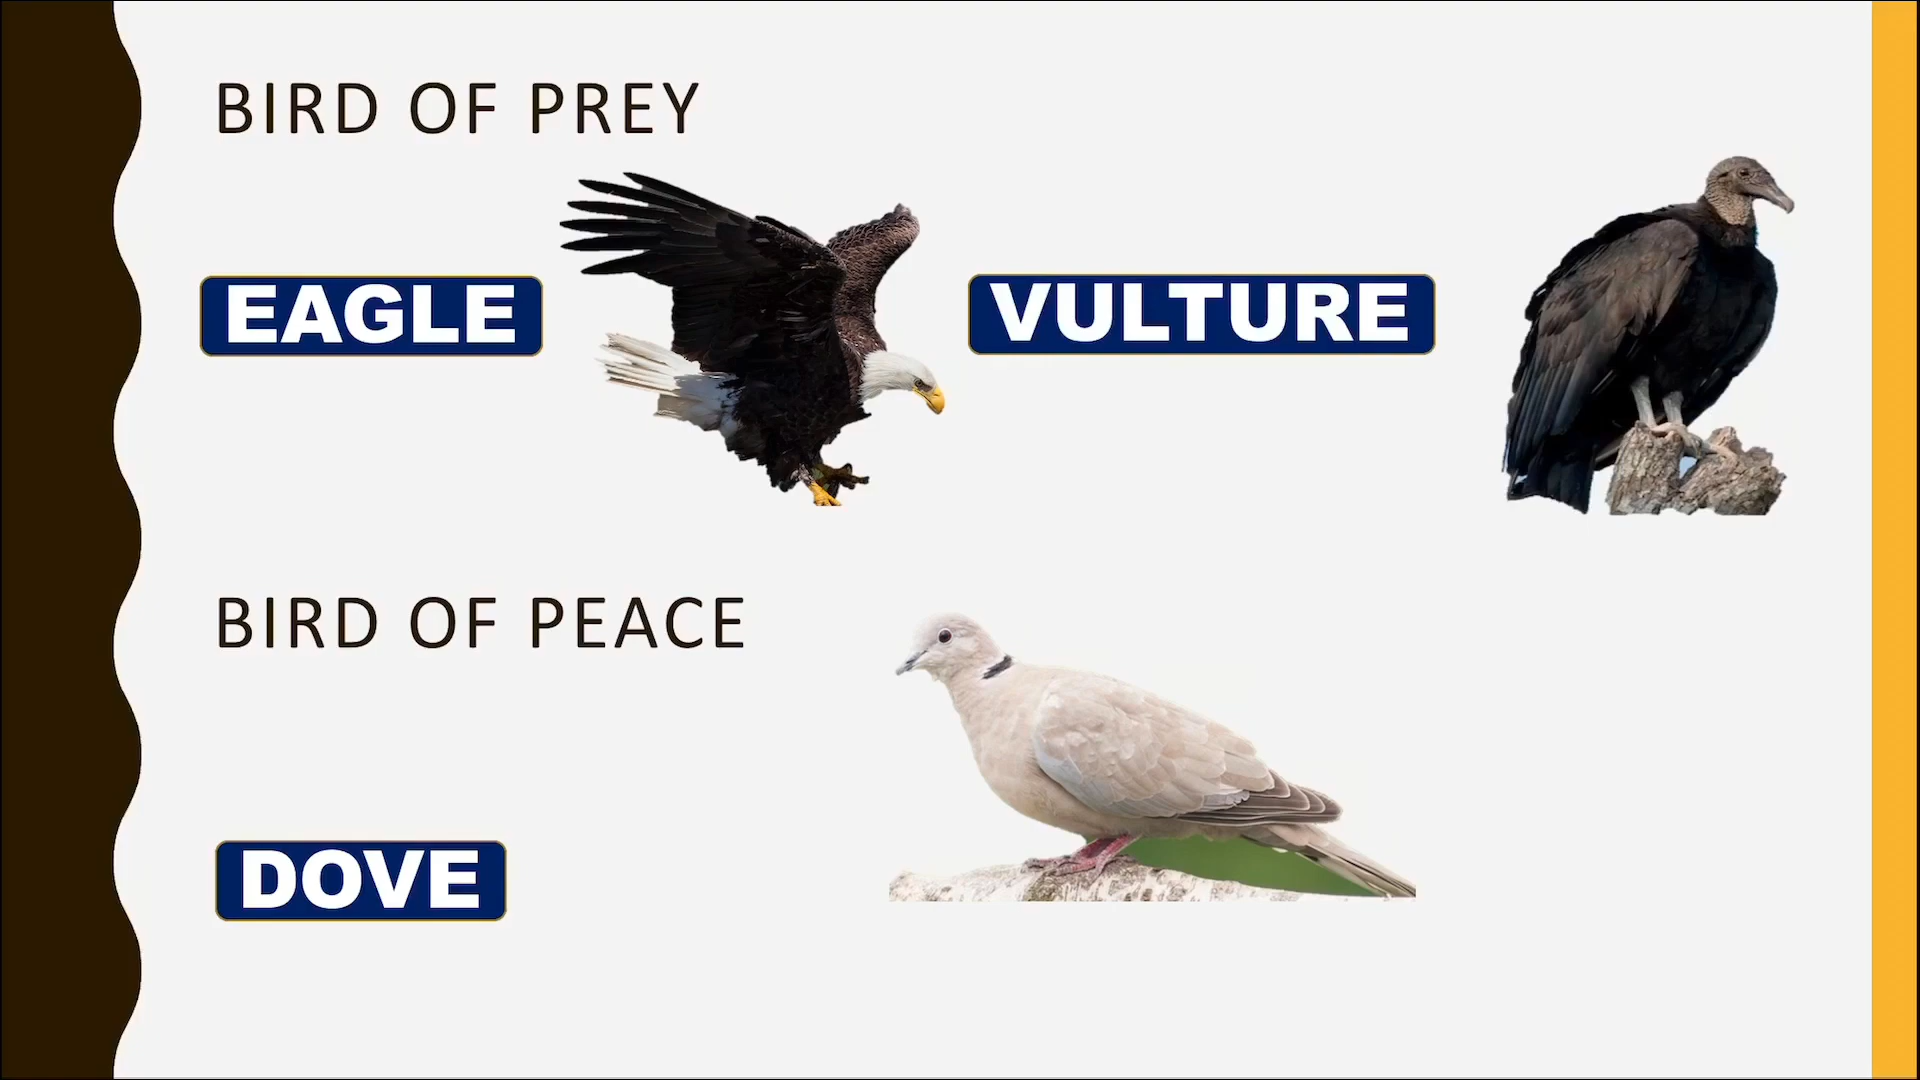 BIRD OF PREY
EAGLE
VULTURE
BIRD OF PEACE
DOVE